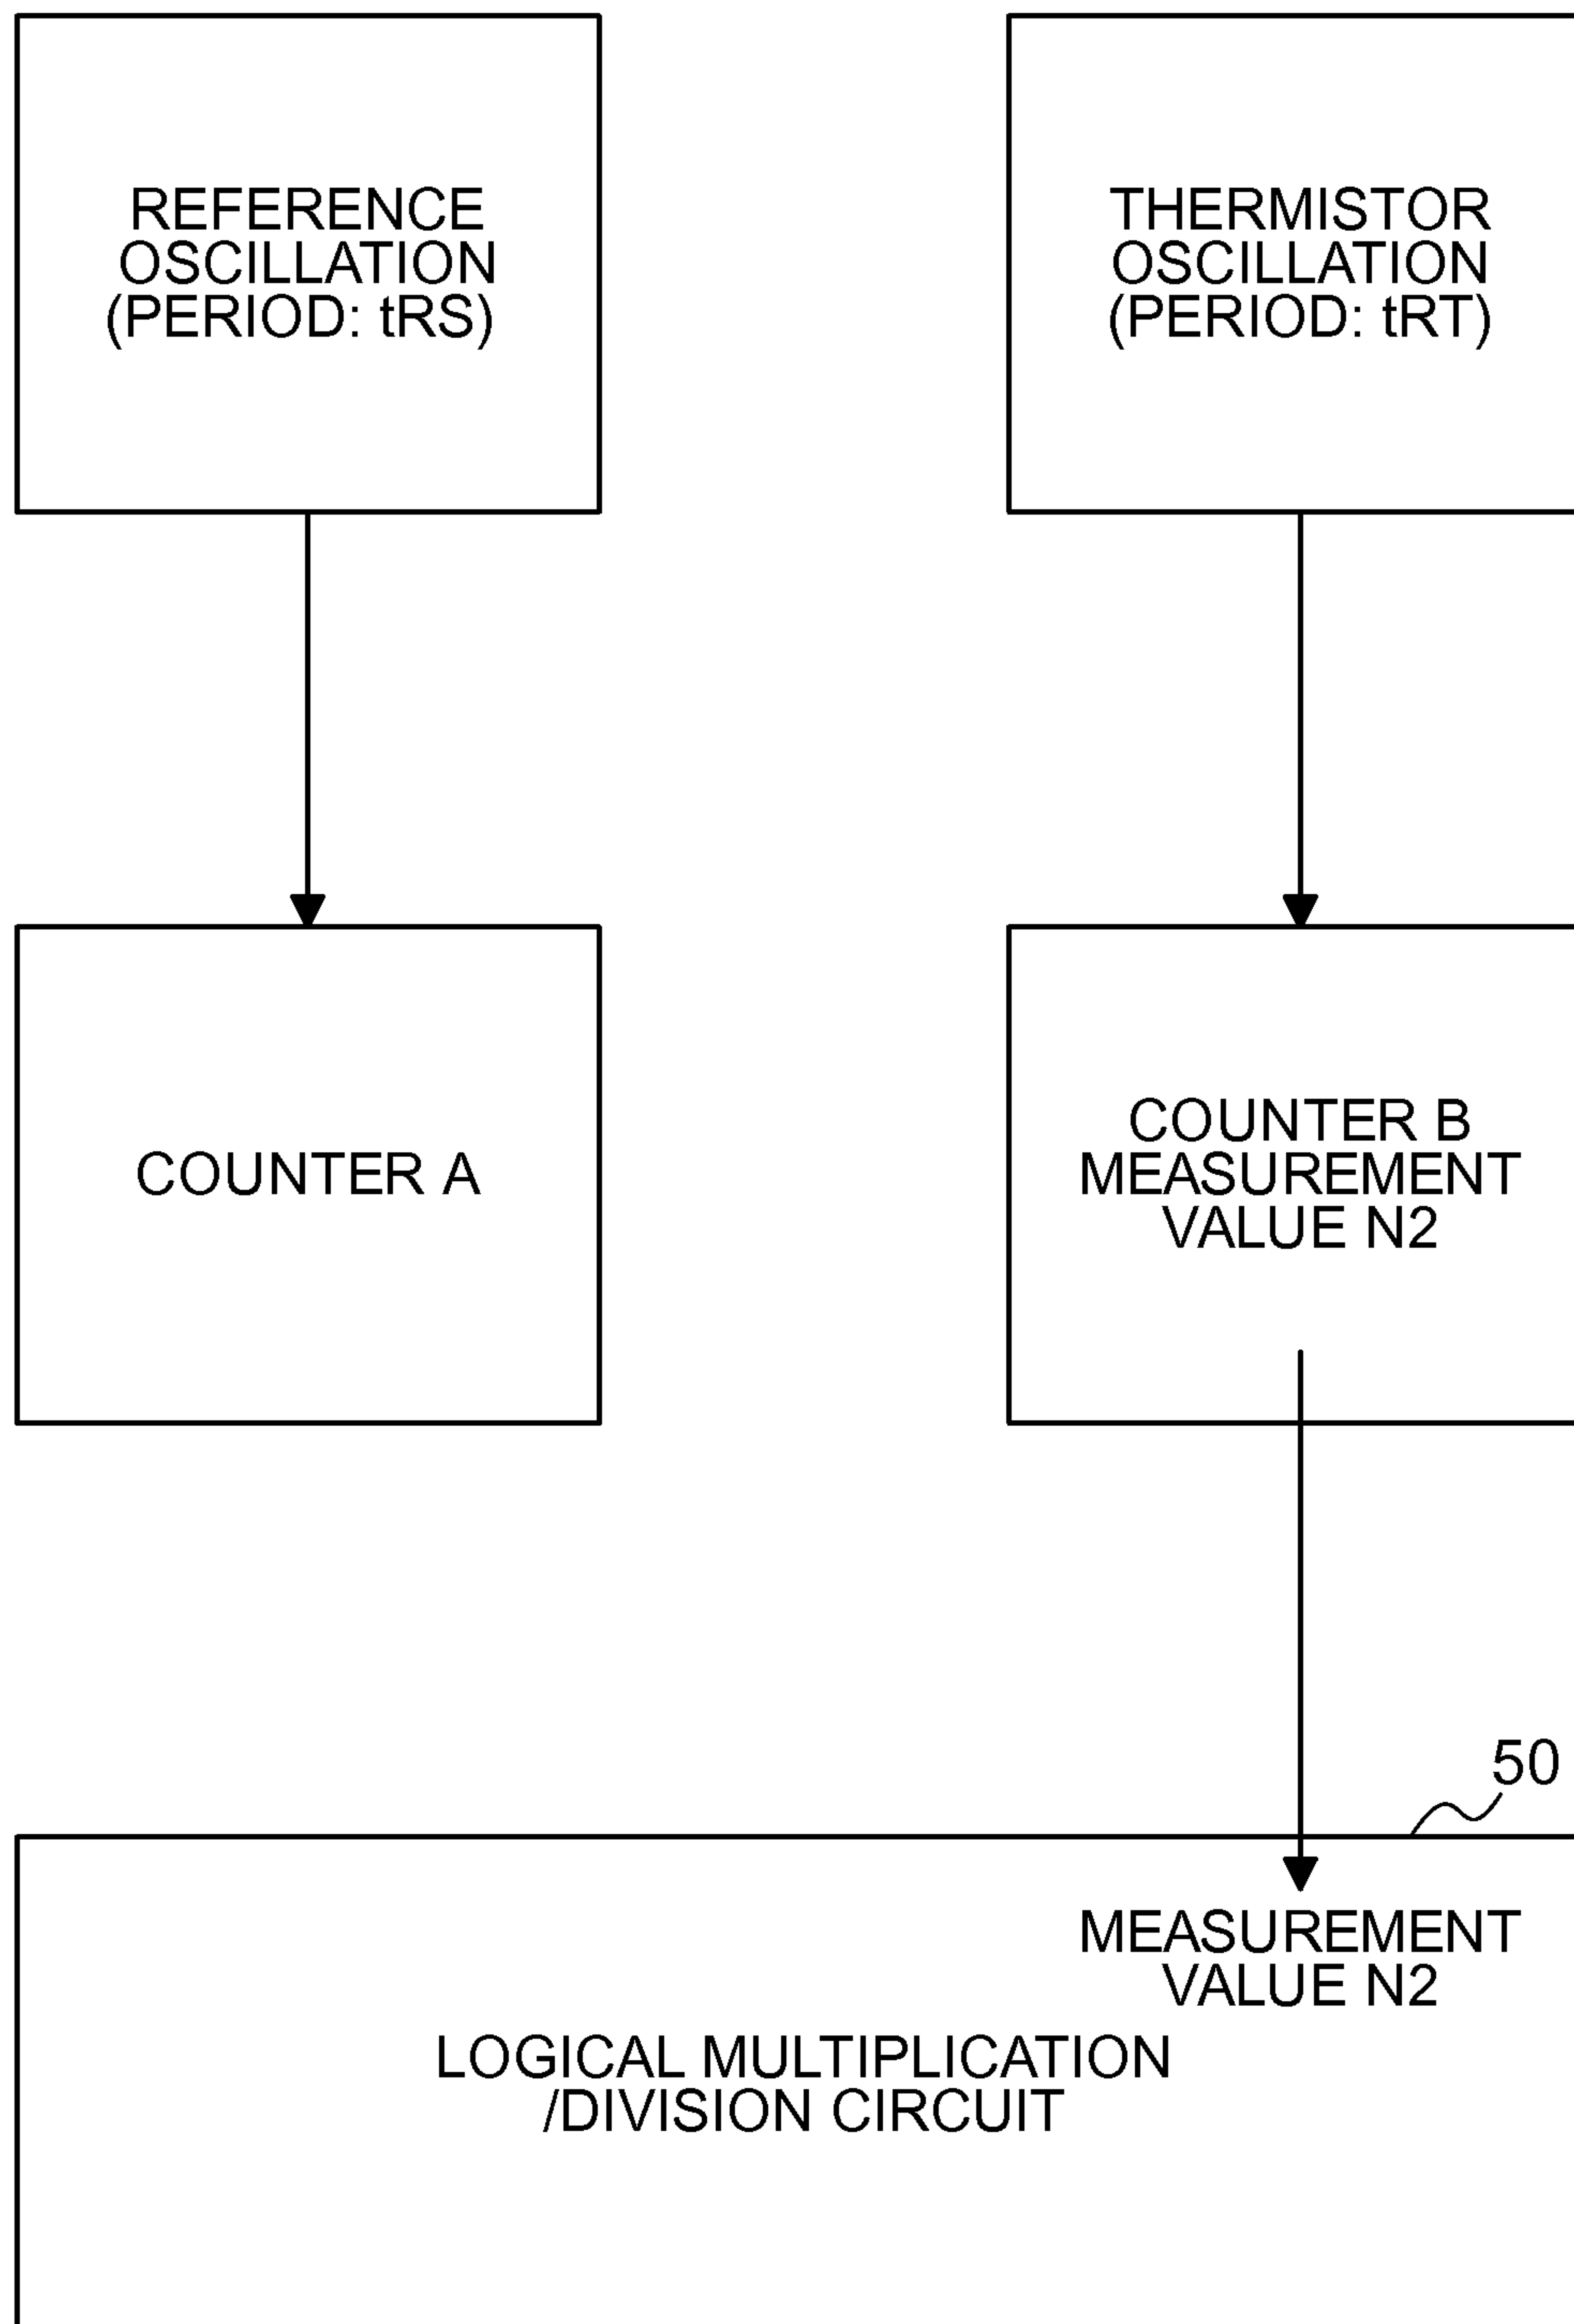 REFERENCE
OSCILLATION
(PERIOD: tRS)
THERMISTOR
OSCILLATION
(PERIOD: tRT)
COUNTER A
COUNTER B
MEASUREMENT
VALUE N2
50
MEASUREMENT
VALUE N2
LOGICAL MULTIPLICATION
/DIVISION CIRCUIT